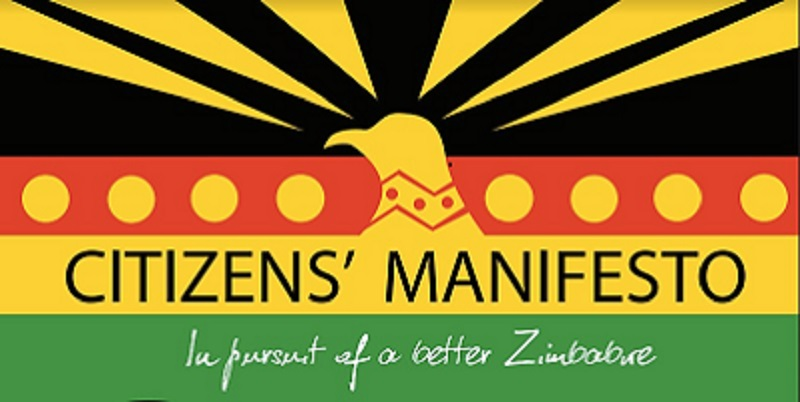 CITIZENS' MANIFESTO
In pursuit of a better Zimbabwe